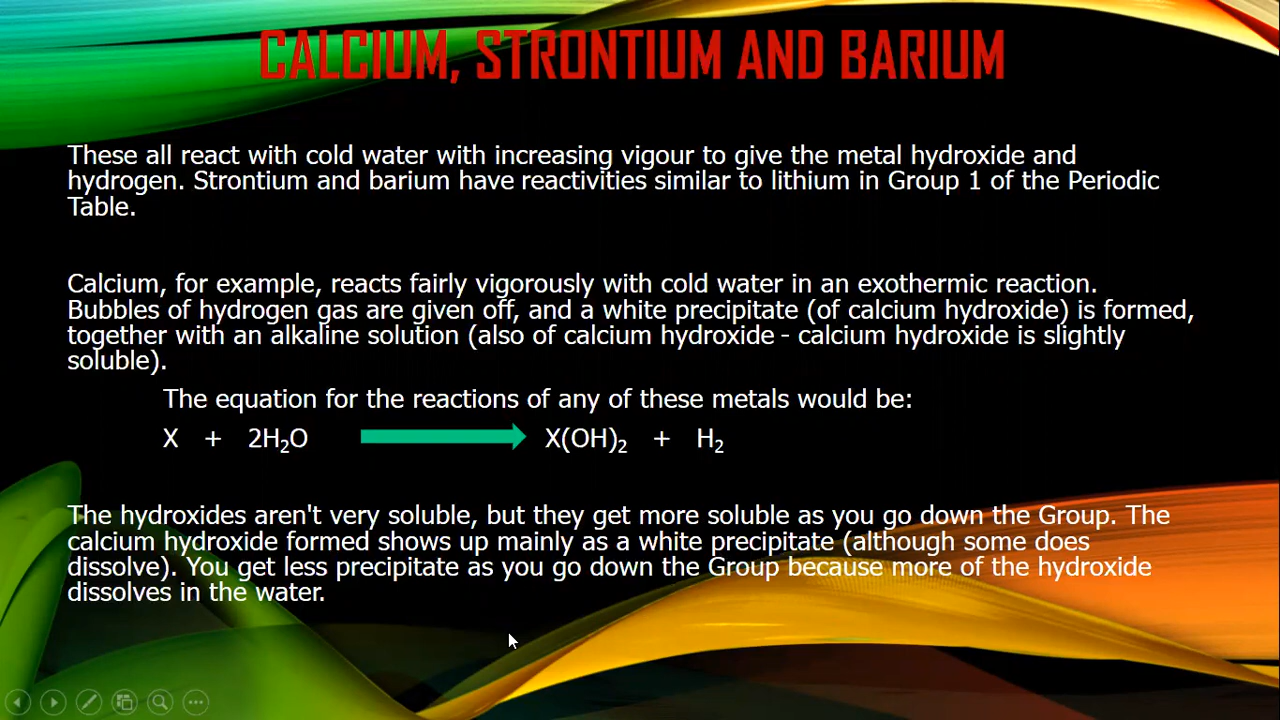 CALCIUM, STRONTIUM AND BARIUM
These all react with cold water with increasing vigour to give the metal hydroxide and
hydrogen. Strontium and barium have reactivities similar to lithium in Group 1 of the Periodic
Table.
Calcium, for example, reacts fairly vigorously with cold water in an exothermic reaction.
Bubbles of hydrogen gas are given off, and a white precipitate (of calcium hydroxide) is formed,
together with an alkaline solution (also of calcium hydroxide - calcium hydroxide is slightly
soluble).
The equation for the reactions of any of these metals would be:
X + 2H₂O X(OH)₂ + H₂
The hydroxides aren't very soluble, but they get more soluble as you go down the Group. The
calcium hydroxide formed shows up mainly as a white precipitate (although some does
dissolve). You get less precipitate as you go down the Group because more of the hydroxide
dissolves in the water.